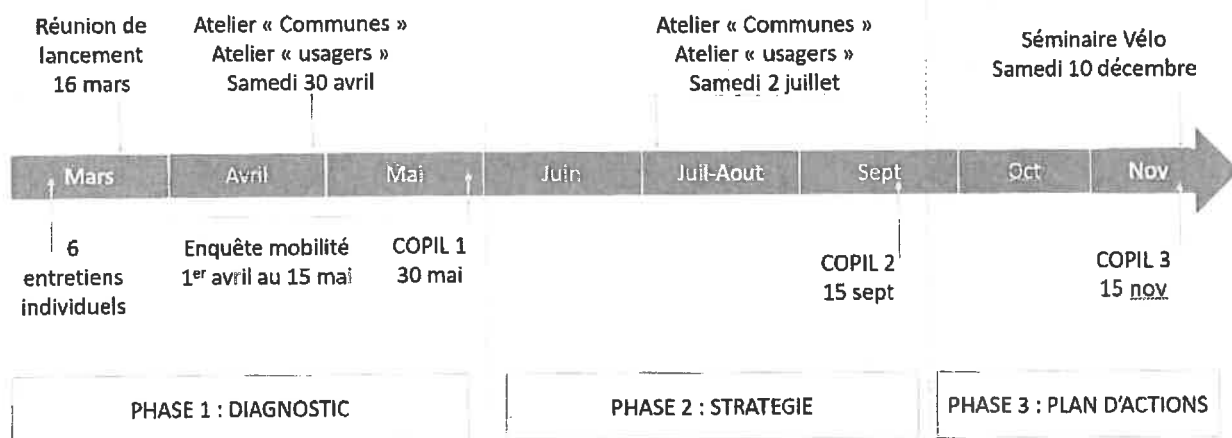 Réunion de
lancement
16 mars
Atelier « Communes »
Atelier « usagers »
Samedi 30 avril
Atelier « Communes »
Atelier « usagers »
Samedi 2 juillet
Séminaire Vélo
Samedi 10 décembre
Mars
Avril
Mai
Juin
Juil-Aout
Sept
Oct
Nov
6
entretiens
individuels
Enquête mobilité
1er avril au 15 mai
COPIL 1
30 mai
COPIL 2
15 sept
COPIL 3
15 nov
PHASE 1 : DIAGNOSTIC
PHASE 2 : STRATEGIE
PHASE 3 : PLAN D'ACTIONS